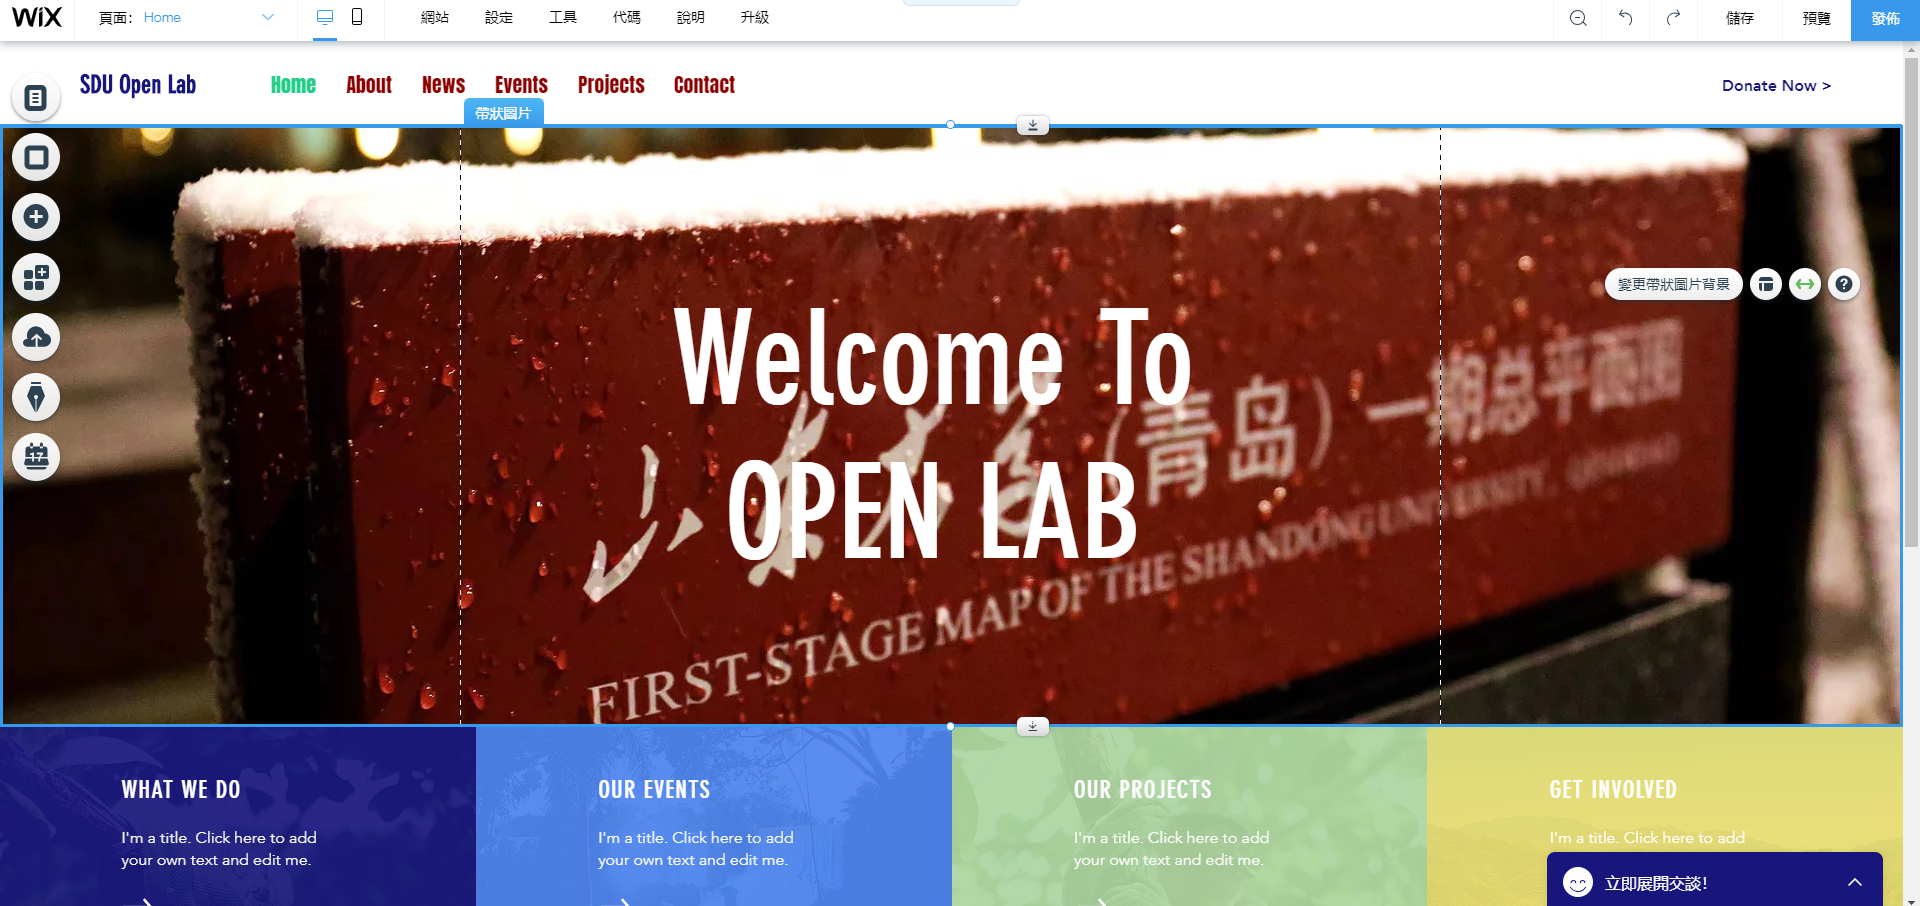 WiX
頁面： Home
網站 設定 工具 代碼 說明 升級
儲存 預覽 發佈
SDU Open Lab
Home About News Events Projects Contact
Donate Now >
帶狀圖片
17
變更帶狀圖片背景
?
Welcome To
OPEN LAB
山东大学（青岛）一期总平面图
FIRST-STAGE MAP OF THE SHANDONG UNIVERSITY, QINGDAO
WHAT WE DO
I'm a title. Click here to add
your own text and edit me.
OUR EVENTS
I'm a title. Click here to add
your own text and edit me.
OUR PROJECTS
I'm a title. Click here to add
your own text and edit me.
GET INVOLVED
I'm a title. Click here to add
立即展開交談！